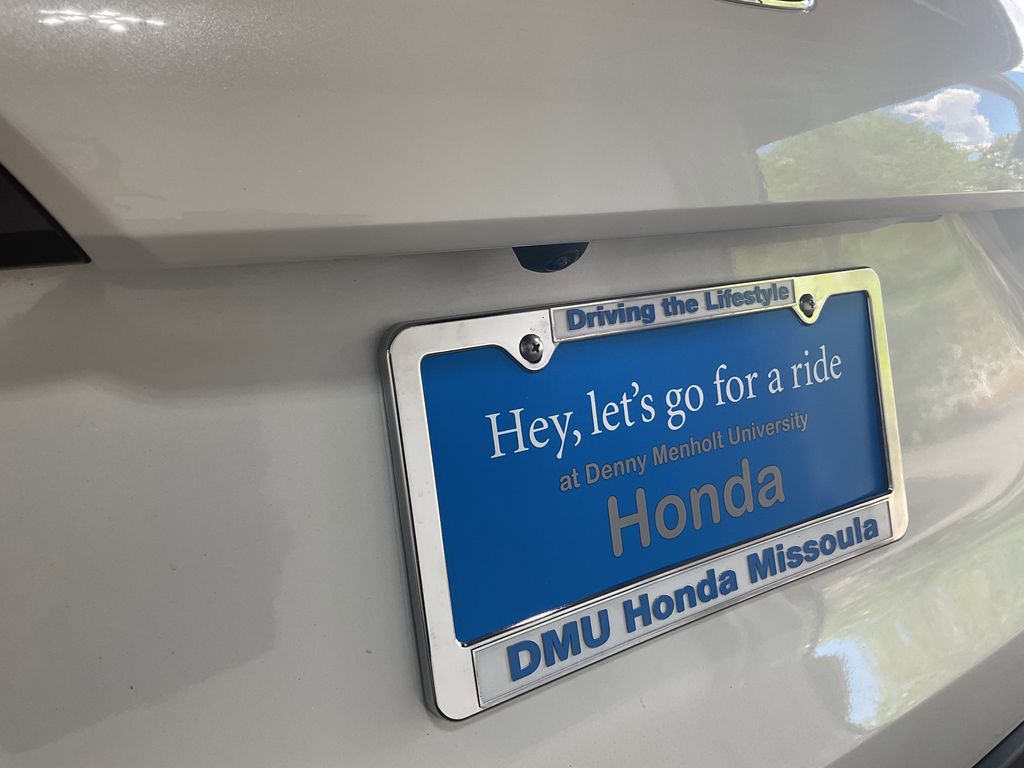 Driving the Lifestyle
Hey, let's go for a ride
at Denny Menholt University
Honda
DMU Honda Missoula